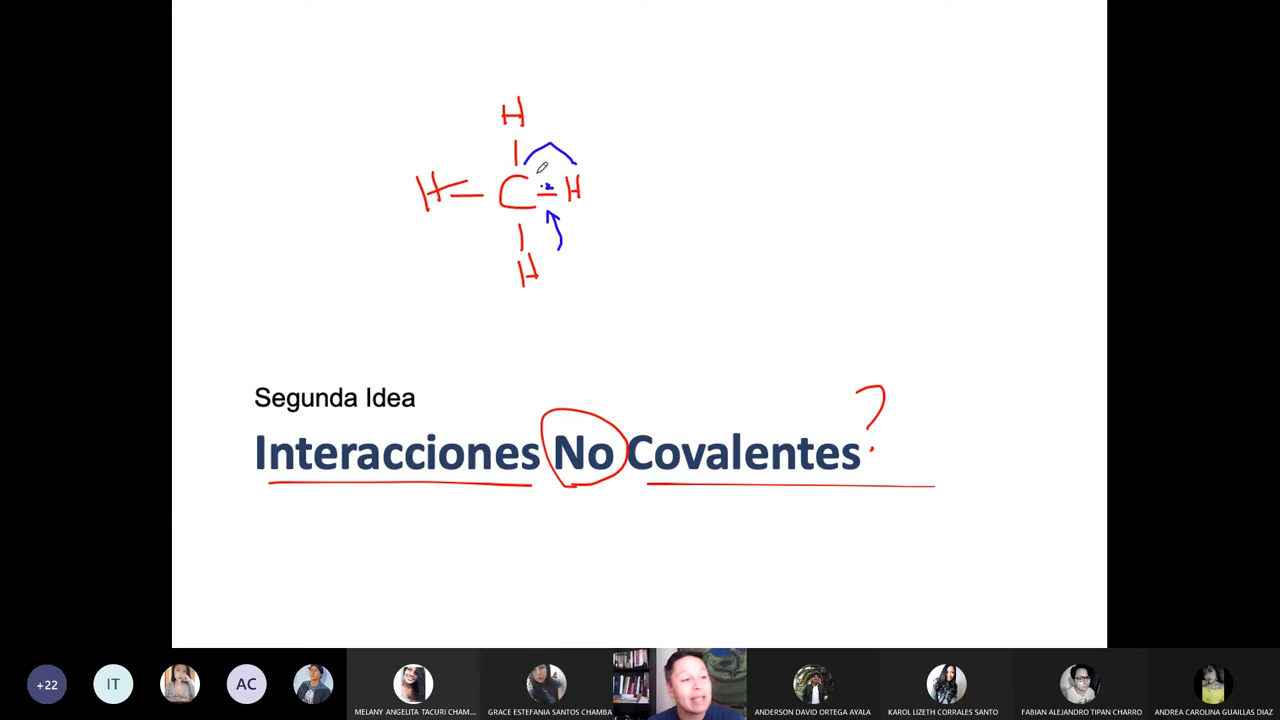 H
H C H
H
Segunda Idea
Interacciones No Covalentes?
+22 IT AC
MELANY ANGELITA TACURI CHAM... GRACE ESTEFANIA SANTOS CHAMBA ANDERSON DAVID ORTEGA AYALA KAROL LIZETH CORRALES SANTO FABIAN ALEJANDRO TIPAN CHARRO ANDREA CAROLINA GUAILLAS DIAZ